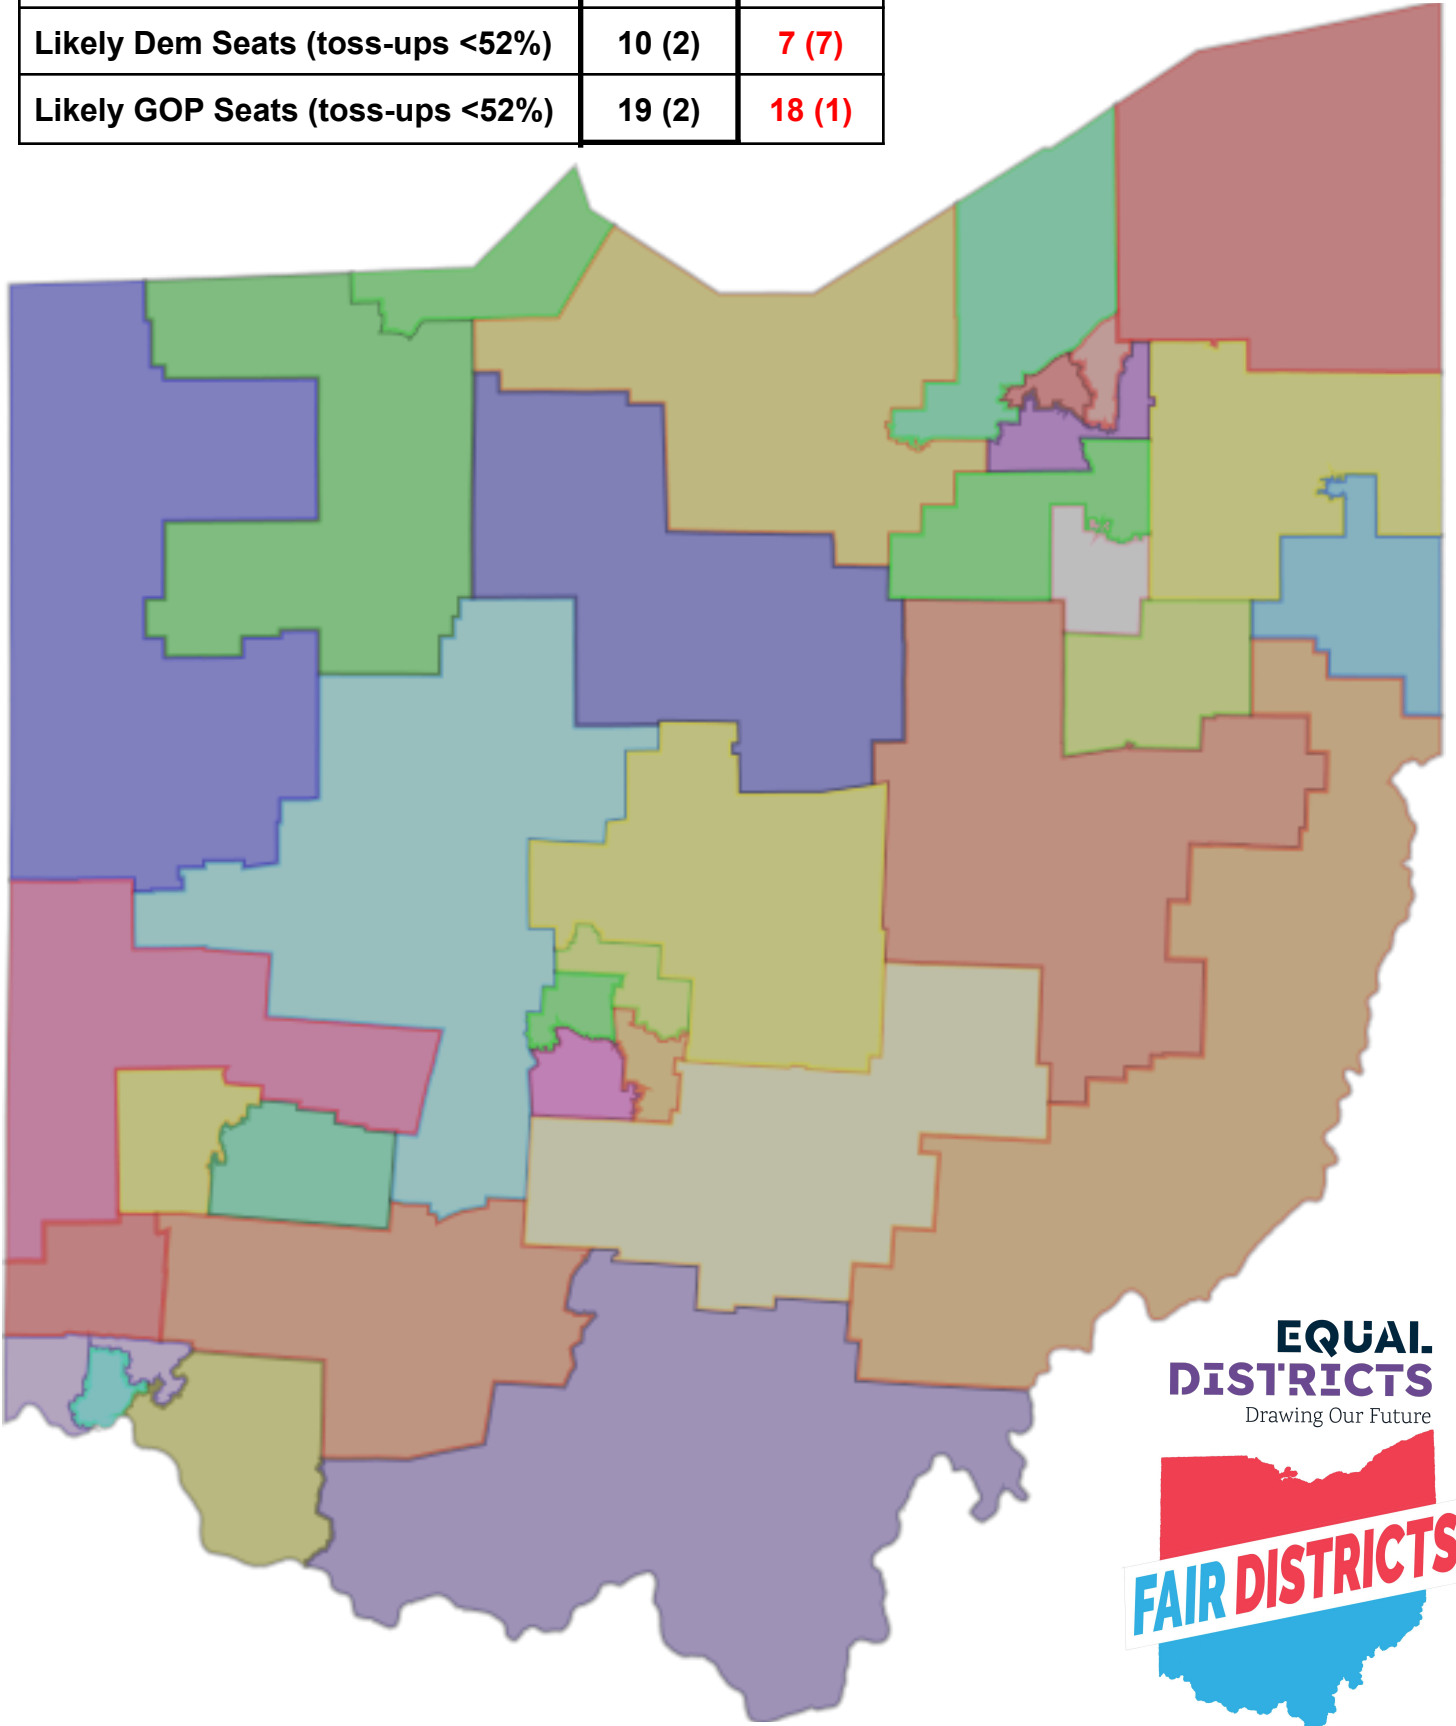 Likely Dem Seats (toss-ups <52%) 10 (2) 7 (7)
Likely GOP Seats (toss-ups <52%) 19 (2) 18 (1)
EQUAL
DISTRICTS
Drawing Our Future
FAIR DISTRICTS